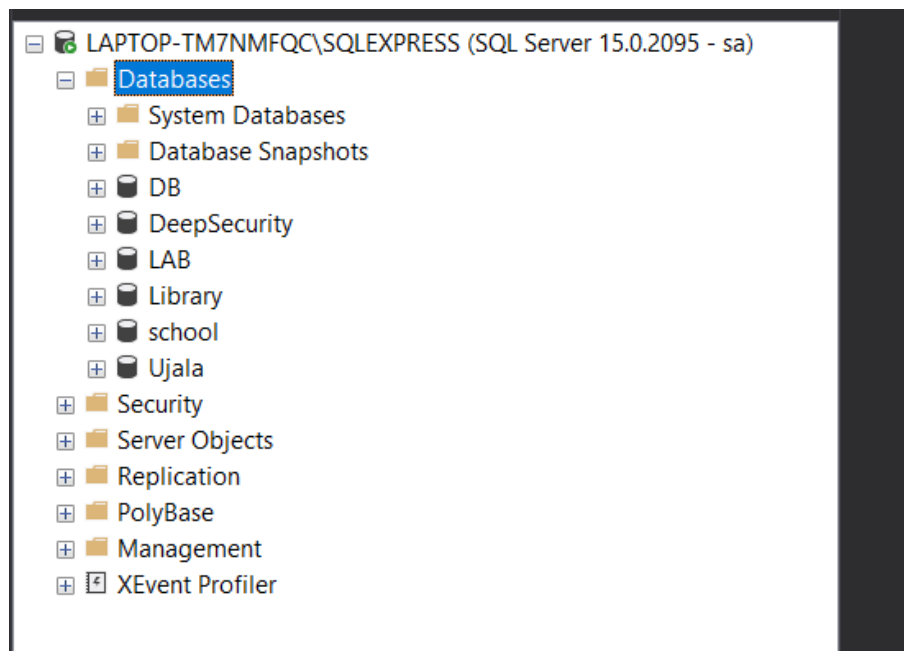 LAPTOP-TM7NMFQC\SQLEXPRESS (SQL Server 15.0.2095 - sa)
Databases
System Databases
Database Snapshots
DB
DeepSecurity
LAB
Library
school
Ujala
Security
Server Objects
Replication
PolyBase
Management
XEvent Profiler